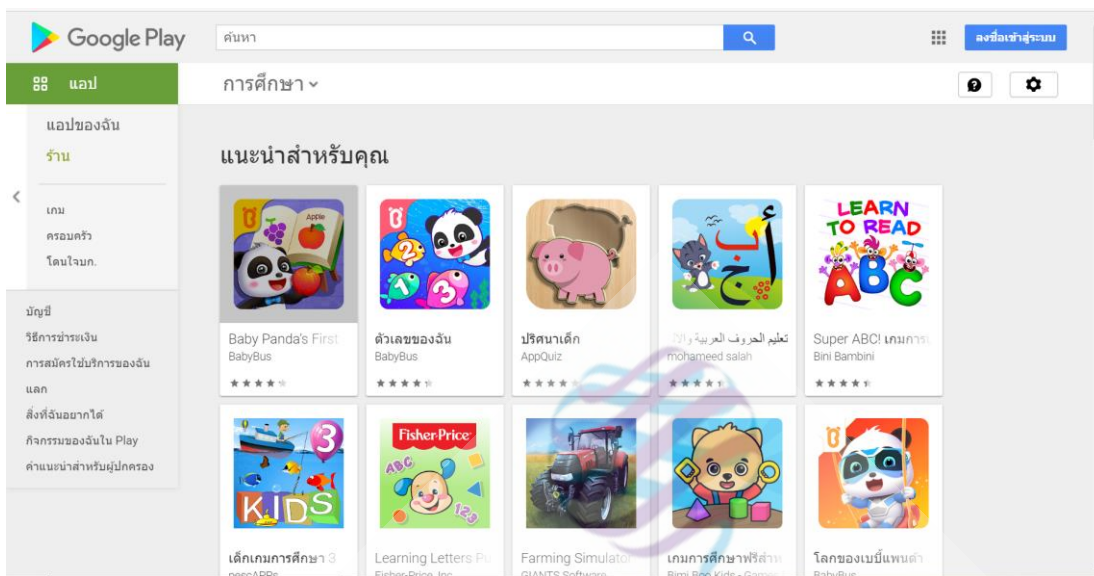 Google Play
ค้นหา
ลงชื่อเข้าสู่ระบบ
แอป
การศึกษา
แอปของฉัน
ร้าน
เกม
ครอบครัว
โดนใจบก.
บัญชี
วิธีการชำระเงิน
การสมัครใช้บริการของฉัน
แลก
สิ่งที่ฉันอยากได้
กิจกรรมของฉันใน Play
คำแนะนำสำหรับผู้ปกครอง
แนะนำสำหรับคุณ
Apple
2
1 3
أ ب ج
LEARN
TO READ
ABC
Baby Panda's First
BabyBus
ตัวเลขของฉัน
BabyBus
ปริศนาเด็ก
AppQuiz
تعليم الحروف العربية
mohameed salah
Super ABC! เกมการ
Bini Bambini
3
KIDS
Fisher-Price
ABC
123
เด็กเกมการศึกษา 3
pescAPPs
Learning Letters
Fisher-Price, Inc.
Farming Simulator
GIANTS Software
เกมการศึกษาฟรีสำห
Bimi Boo Kids - Games
โลกของเบบี้แพนด้า
BabyBus